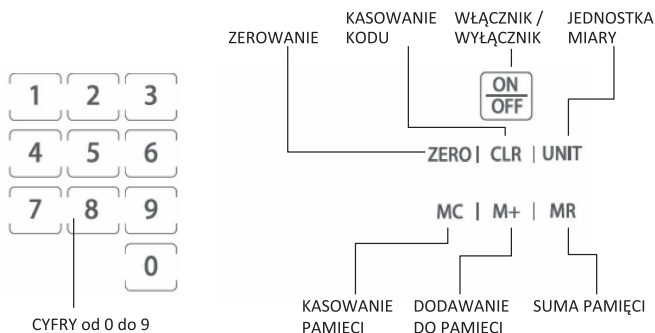 KASOWANIE WŁĄCZNIK / JEDNOSTKA
ZEROWANIE KODU WYŁĄCZNIK MIARY
ON
OFF
1 2 3
4 5 6
ZERO | CLR | UNIT
7 8 9
MC | M+ | MR
0
KASOWANIE DODAWANIE SUMA PAMIĘCI
CYFRY od 0 do 9 PAMIĘCI DO PAMIĘCI